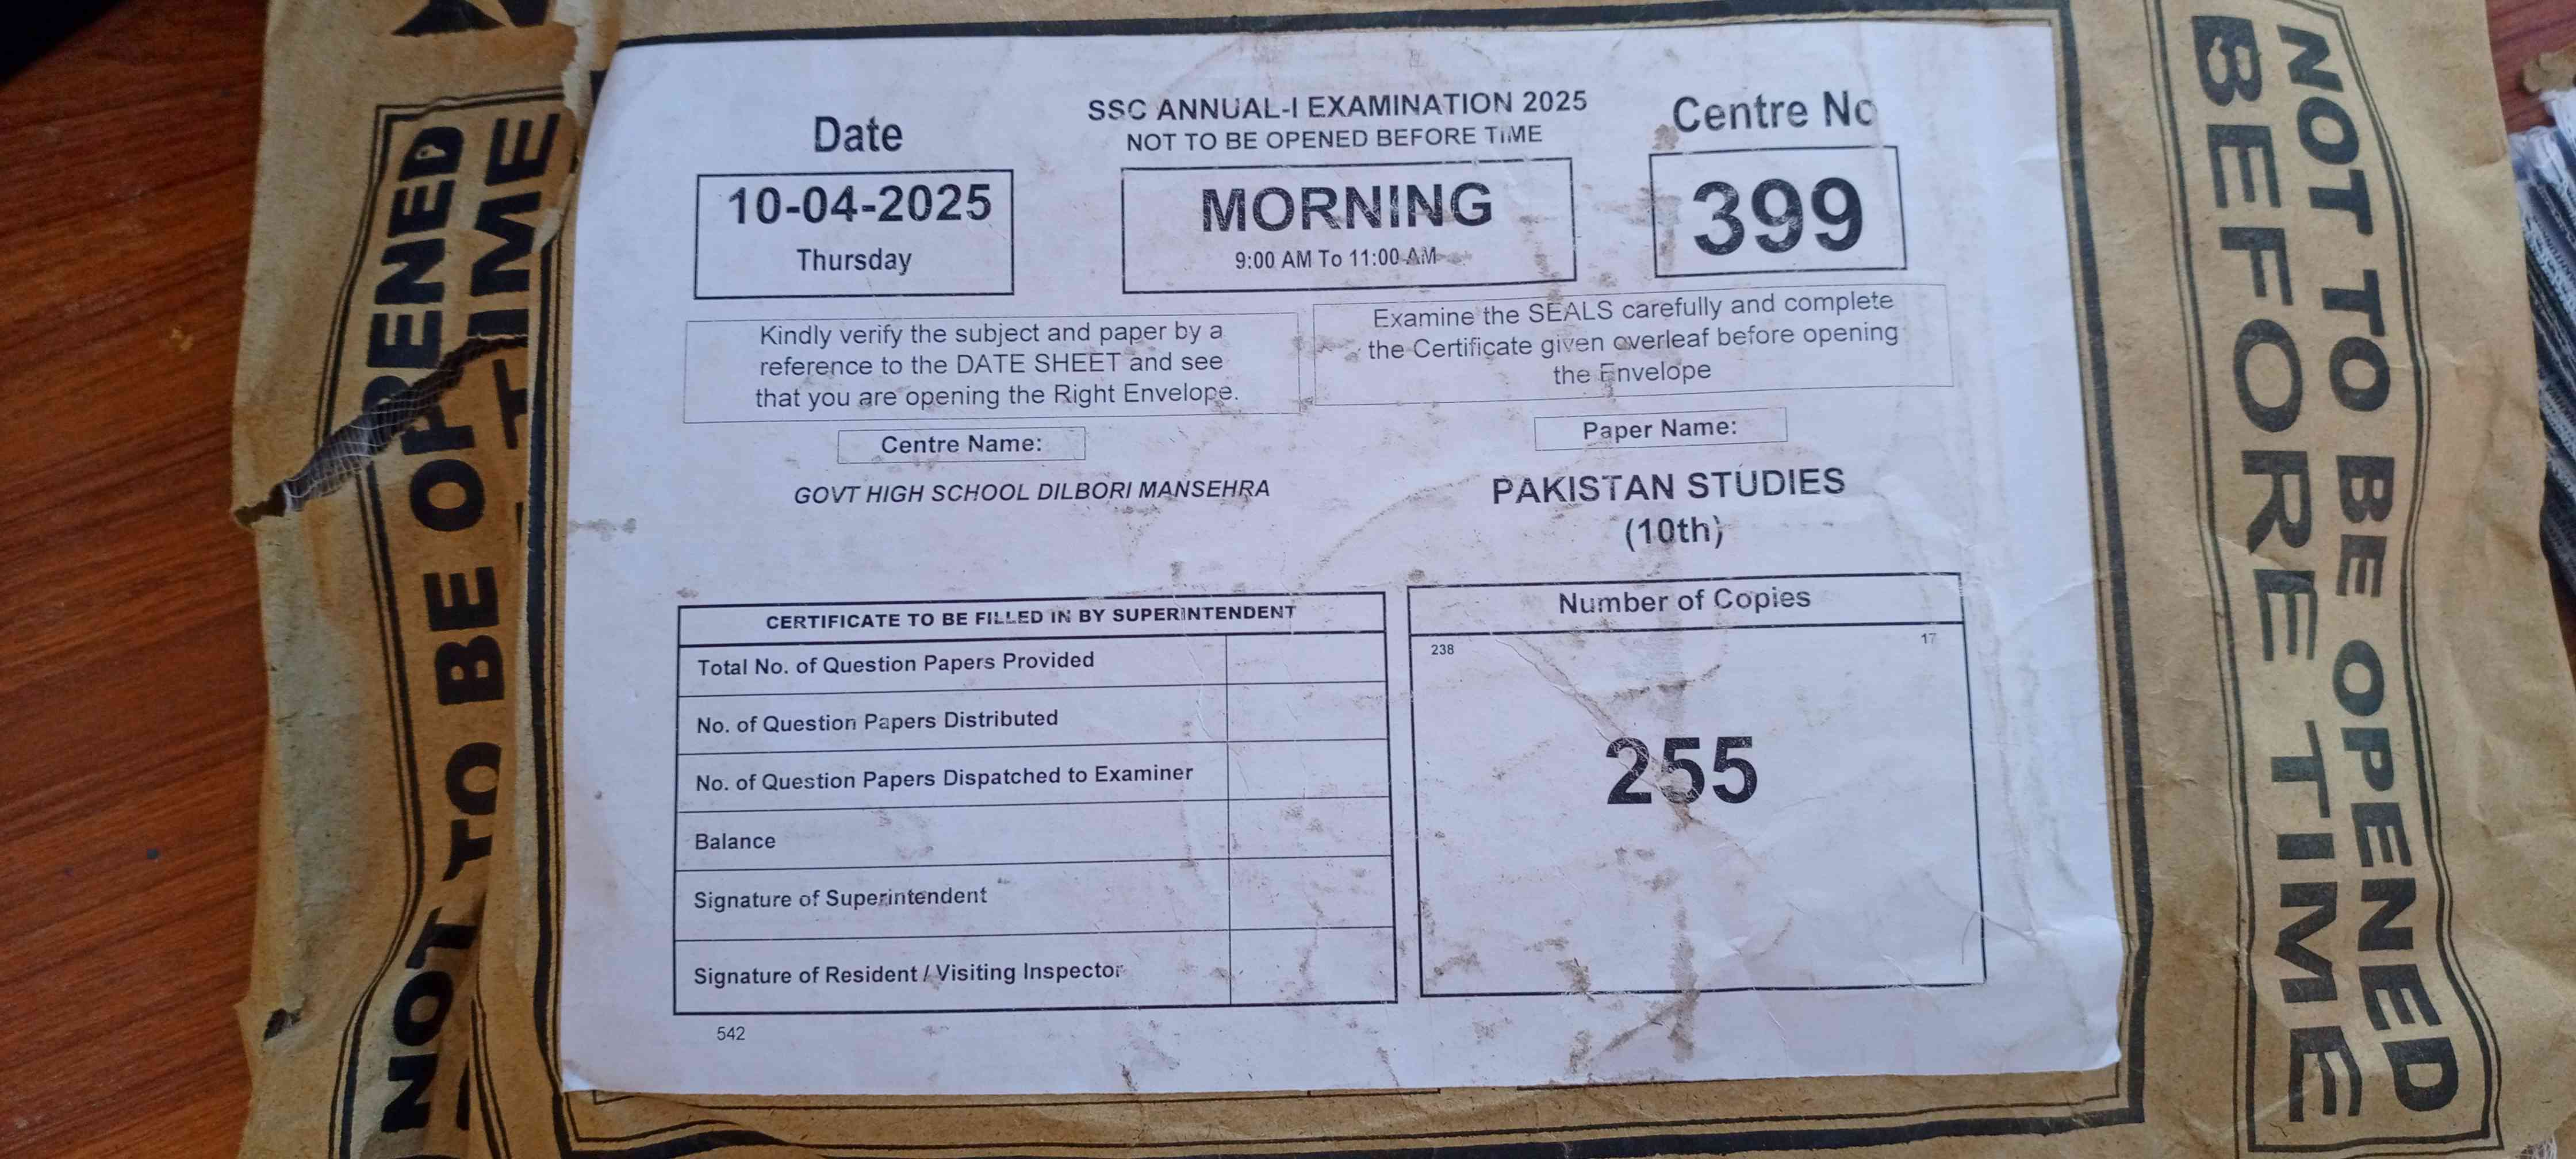 SSC ANNUAL-I EXAMINATION 2025
NOT TO BE OPENED BEFORE TIME
Date
10-04-2025
Thursday
MORNING
9:00 AM To 11:00 AM
Centre No
399
Kindly verify the subject and paper by a
reference to the DATE SHEET and see
that you are opening the Right Envelope.
Examine the SEALS carefully and complete
the Certificate given overleaf before opening
the Envelope
Centre Name:
GOVT HIGH SCHOOL DILBORI MANSEHRA
Paper Name:
PAKISTAN STUDIES
(10th)
CERTIFICATE TO BE FILLED IN BY SUPERINTENDENT
Total No. of Question Papers Provided
No. of Question Papers Distributed
No. of Question Papers Dispatched to Examiner
Balance
Signature of Superintendent
Signature of Resident / Visiting Inspector
Number of Copies
238
17
255
542
NOT TO BE OPENED
TIME
NOT TO BE OPENED
BEFORE TIME